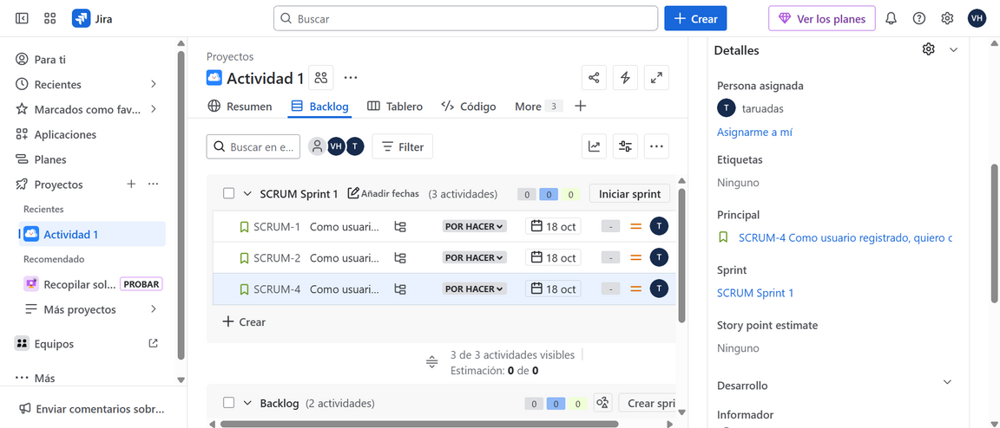 Jira
Buscar
Crear
Ver los planes
VH
Para ti
Recientes
Marcados como fav...
Aplicaciones
Planes
Proyectos
Recientes
Actividad 1
Recomendado
Recopilar sol... PROBAR
Más proyectos
Equipos
Más
Enviar comentarios sobr...
Proyectos
Actividad 1
Resumen Backlog Tablero Código More 3
Buscar en e... VH T Filter
SCRUM Sprint 1 Añadir fechas (3 actividades) 0 0 0 Iniciar sprint
SCRUM-1 Como usuari... POR HACER 18 oct - T
SCRUM-2 Como usuari... POR HACER 18 oct - T
SCRUM-4 Como usuari... POR HACER 18 oct - T
Crear
3 de 3 actividades visibles
Estimación: 0 de 0
Backlog (2 actividades) 0 0 0 Crear spri
Detalles
Persona asignada
T taruadas
Asignarme a mí
Etiquetas
Ninguno
Principal
SCRUM-4 Como usuario registrado, quiero c
Sprint
SCRUM Sprint 1
Story point estimate
Ninguno
Desarrollo
Informador